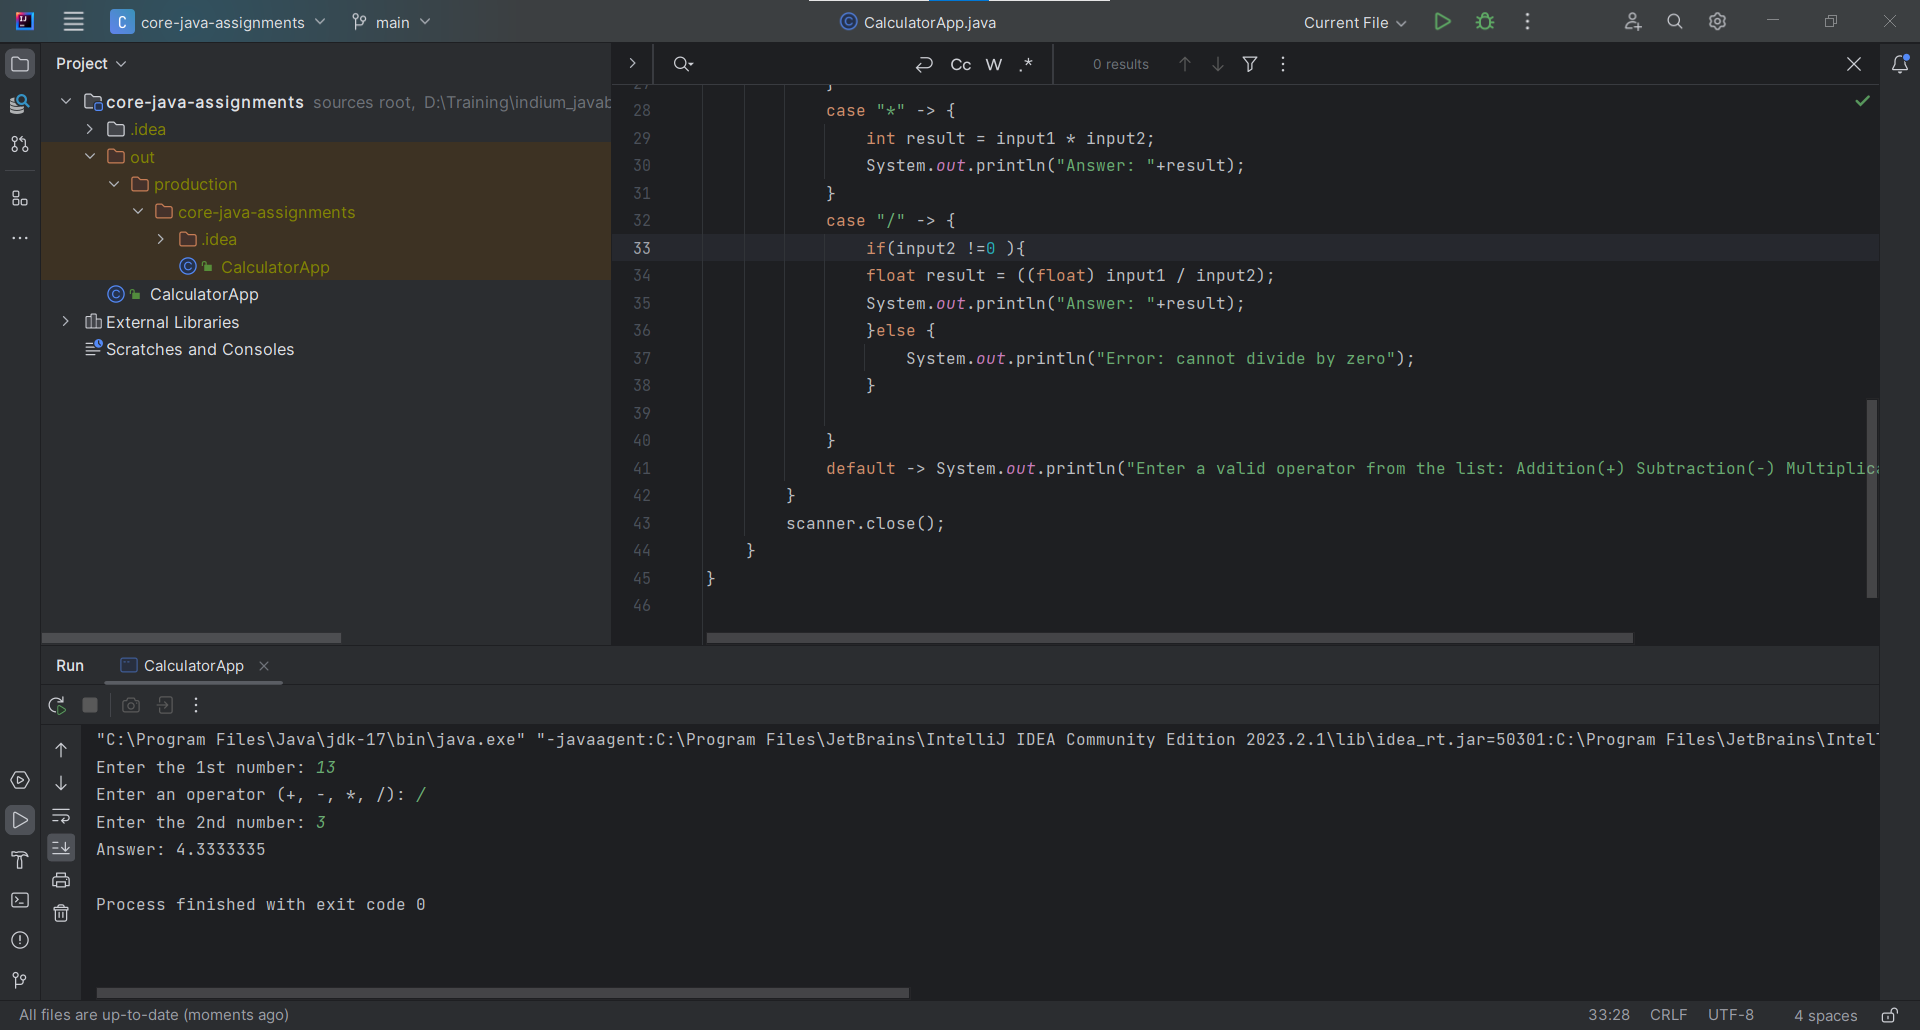 C core-java-assignments main CalculatorApp.java Current File
Project
core-java-assignments sources root, D:\Training\indium_javab
.idea
out
production
core-java-assignments
.idea
CalculatorApp
CalculatorApp
External Libraries
Scratches and Consoles
Cc W .* 0 results
27 }
28 case "*" -> {
29 int result = input1 * input2;
30 System.out.println("Answer: "+result);
31 }
32 case "/" -> {
33 if(input2 !=0 ){
34 float result = ((float) input1 / input2);
35 System.out.println("Answer: "+result);
36 }else {
37 System.out.println("Error: cannot divide by zero");
38 }
39
40 }
41 default -> System.out.println("Enter a valid operator from the list: Addition(+) Subtraction(-) Multiplica
42 }
43 scanner.close();
44 }
45 }
46
Run CalculatorApp
"C:\Program Files\Java\jdk-17\bin\java.exe" "-javaagent:C:\Program Files\JetBrains\IntelliJ IDEA Community Edition 2023.2.1\lib\idea_rt.jar=50301:C:\Program Files\JetBrains\Intel
Enter the 1st number: 13
Enter an operator (+, -, *, /): /
Enter the 2nd number: 3
Answer: 4.3333335
Process finished with exit code 0
All files are up-to-date (moments ago) 33:28 CRLF UTF-8 4 spaces